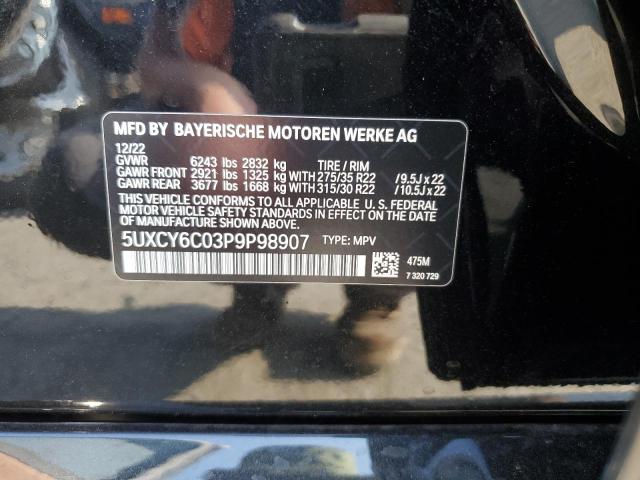 MFD BY BAYERISCHE MOTOREN WERKE AG
12/22
GVWR 6243 lbs 2832 kg TIRE / RIM
GAWR FRONT 2921 lbs 1325 kg WITH 275/35 R22 /9.5J x 22
GAWR REAR 3677 lbs 1668 kg WITH 315/30 R22 /10.5J x 22
THIS VEHICLE CONFORMS TO ALL APPLICABLE U.S. FEDERAL
MOTOR VEHICLE SAFETY STANDARDS IN EFFECT ON THE DATE
OF MANUFACTURE SHOWN ABOVE.
5UXCY6C03P9P98907 TYPE: MPV
475M
7 320 729